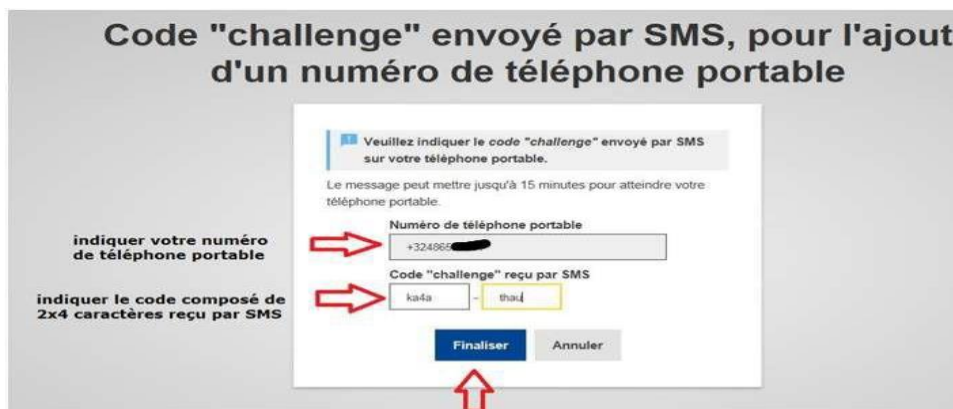 Code "challenge" envoyé par SMS, pour l'ajout
d'un numéro de téléphone portable
Veuillez indiquer le code "challenge" envoyé par SMS
sur votre téléphone portable.
Le message peut mettre jusqu'à 15 minutes pour atteindre votre
téléphone portable.
Numéro de téléphone portable
indiquer votre numéro
de téléphone portable
+324865
Code "challenge" reçu par SMS
indiquer le code composé de
2x4 caractères reçu par SMS
ka4a - thau
Finaliser Annuler